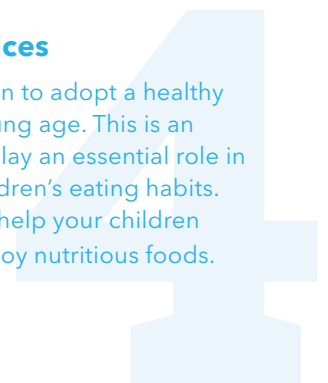 ices
n to adopt a healthy
ung age. This is an
lay an essential role in
dren's eating habits.
help your children
oy nutritious foods.
4